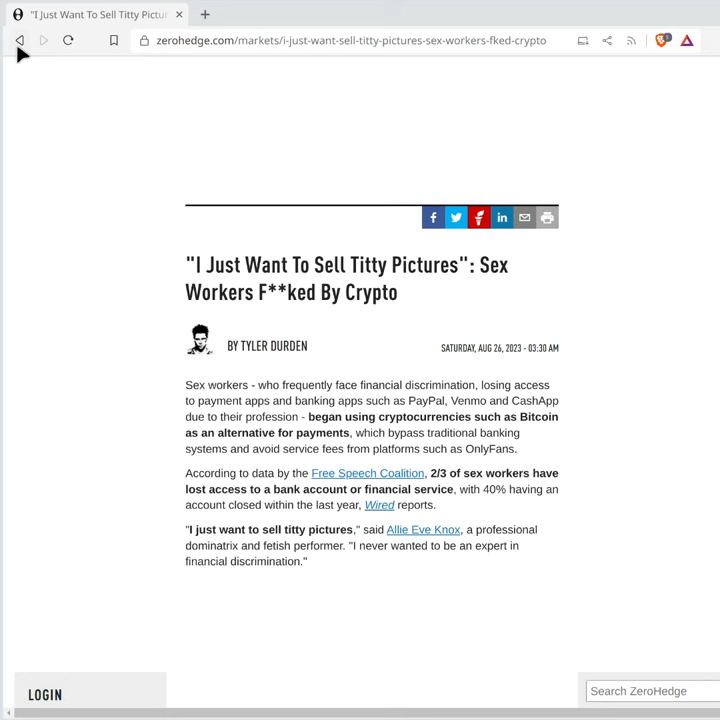 "I Just Want To Sell Titty Pictur
zerohedge.com/markets/i-just-want-sell-titty-pictures-sex-workers-fked-crypto
"I Just Want To Sell Titty Pictures": Sex
Workers F**ked By Crypto
BY TYLER DURDEN
SATURDAY, AUG 26, 2023 - 03:30 AM
Sex workers - who frequently face financial discrimination, losing access
to payment apps and banking apps such as PayPal, Venmo and CashApp
due to their profession - began using cryptocurrencies such as Bitcoin
as an alternative for payments, which bypass traditional banking
systems and avoid service fees from platforms such as OnlyFans.
According to data by the Free Speech Coalition, 2/3 of sex workers have
lost access to a bank account or financial service, with 40% having an
account closed within the last year, Wired reports.
"I just want to sell titty pictures," said Allie Eve Knox, a professional
dominatrix and fetish performer. "I never wanted to be an expert in
financial discrimination."
LOGIN
Search ZeroHedge